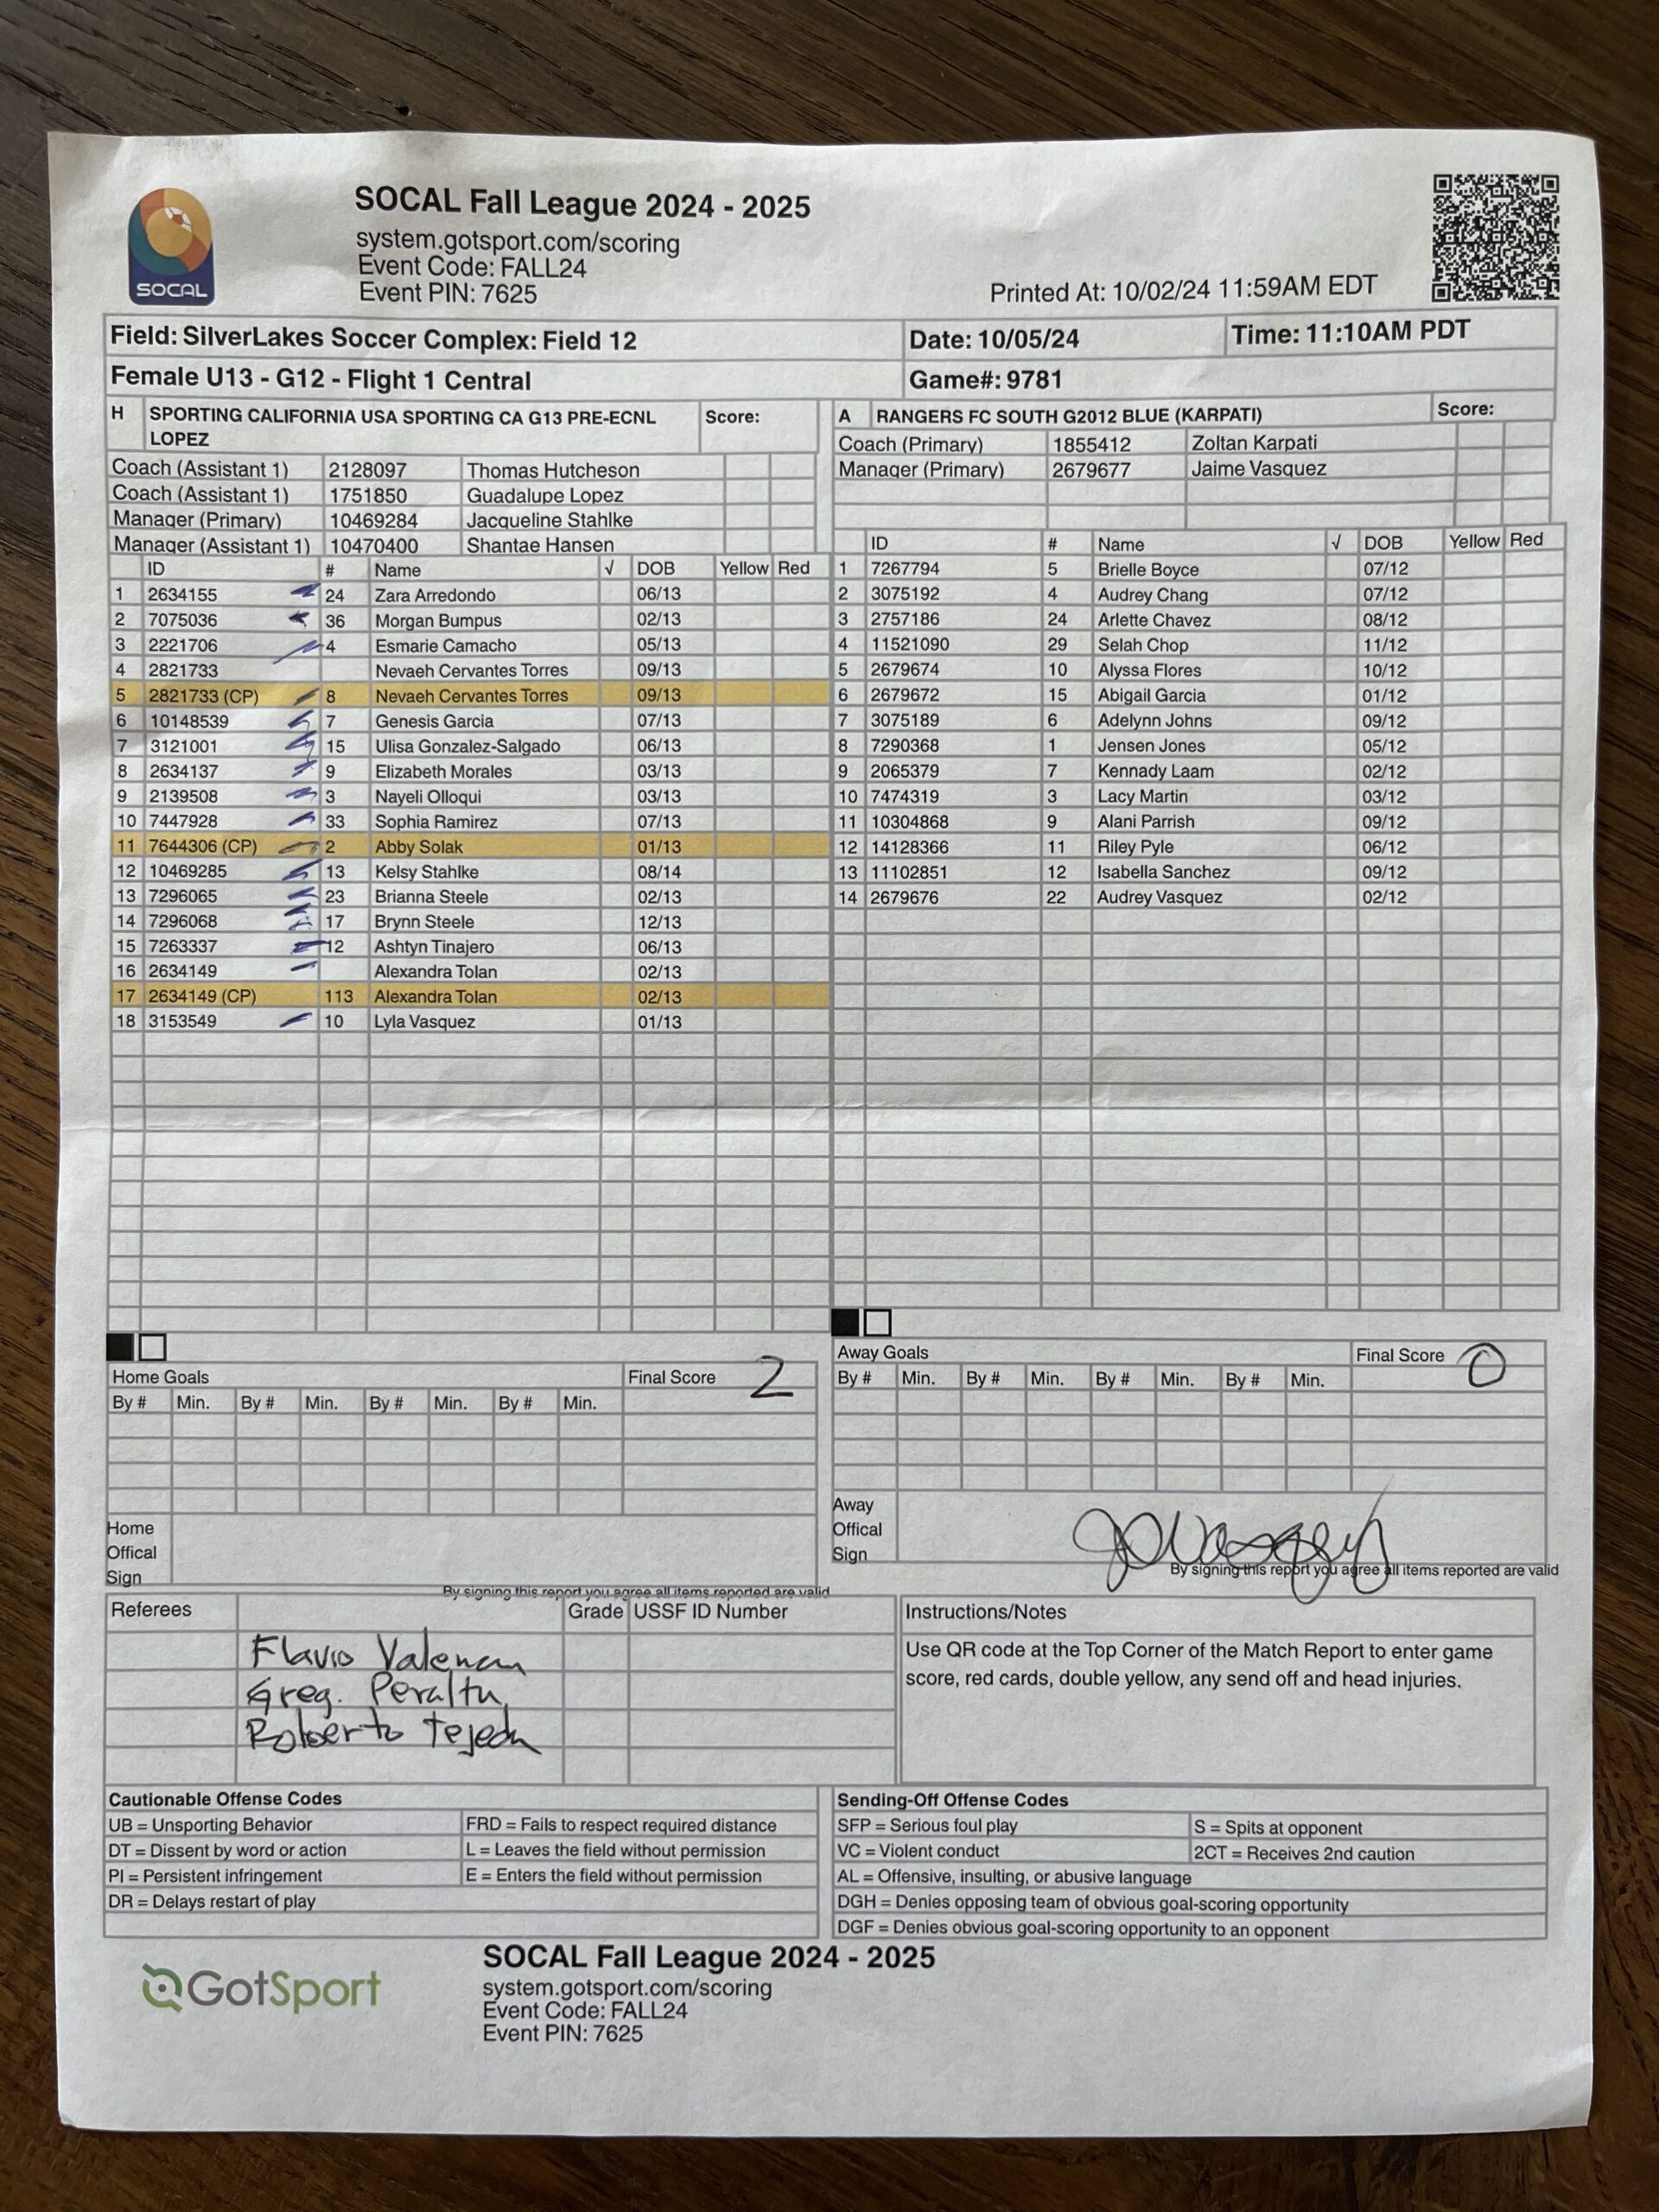 SOCAL
SOCAL Fall League 2024 - 2025
system.gotsport.com/scoring
Event Code: FALL24
Event PIN: 7625
Printed At: 10/02/24 11:59AM EDT
Field: SilverLakes Soccer Complex: Field 12 Date: 10/05/24 Time: 11:10AM PDT
Female U13 - G12 - Flight 1 Central Game#: 9781
H SPORTING CALIFORNIA USA SPORTING CA G13 PRE-ECNL
LOPEZ
Score:
Coach (Assistant 1) 2128097 Thomas Hutcheson
Coach (Assistant 1) 1751850 Guadalupe Lopez
Manager (Primary) 10469284 Jacqueline Stahlke
Manager (Assistant 1) 10470400 Shantae Hansen
ID # Name √ DOB Yellow Red
1 2634155 24 Zara Arredondo 06/13
2 7075036 36 Morgan Bumpus 02/13
3 2221706 4 Esmarie Camacho 05/13
4 2821733 Nevaeh Cervantes Torres 09/13
5 2821733 (CP) 8 Nevaeh Cervantes Torres 09/13
6 10148539 7 Genesis Garcia 07/13
7 3121001 15 Ulisa Gonzalez-Salgado 06/13
8 2634137 9 Elizabeth Morales 03/13
9 2139508 3 Nayeli Olloqui 03/13
10 7447928 33 Sophia Ramirez 07/13
11 7644306 (CP) 2 Abby Solak 01/13
12 10469285 13 Kelsy Stahlke 08/14
13 7296065 23 Brianna Steele 02/13
14 7296068 17 Brynn Steele 12/13
15 7263337 12 Ashtyn Tinajero 06/13
16 2634149 Alexandra Tolan 02/13
17 2634149 (CP) 113 Alexandra Tolan 02/13
18 3153549 10 Lyla Vasquez 01/13
A RANGERS FC SOUTH G2012 BLUE (KARPATI) Score:
Coach (Primary) 1855412 Zoltan Karpati
Manager (Primary) 2679677 Jaime Vasquez
ID # Name √ DOB Yellow Red
1 7267794 5 Brielle Boyce 07/12
2 3075192 4 Audrey Chang 07/12
3 2757186 24 Arlette Chavez 08/12
4 11521090 29 Selah Chop 11/12
5 2679674 10 Alyssa Flores 10/12
6 2679672 15 Abigail Garcia 01/12
7 3075189 6 Adelynn Johns 09/12
8 7290368 1 Jensen Jones 05/12
9 2065379 7 Kennady Laam 02/12
10 7474319 3 Lacy Martin 03/12
11 10304868 9 Alani Parrish 09/12
12 14128366 11 Riley Pyle 06/12
13 11102851 12 Isabella Sanchez 09/12
14 2679676 22 Audrey Vasquez 02/12
Home Goals Final Score 2
By # Min. By # Min. By # Min. By # Min.
Home
Offical
Sign
By signing this report you agree all items reported are valid
Away Goals Final Score 0
By # Min. By # Min. By # Min. By # Min.
Away
Offical
Sign
By signing this report you agree all items reported are valid
Referees Grade USSF ID Number
Flavio
Greg. Peralta
Roberto Tejeda
Instructions/Notes
Use QR code at the Top Corner of the Match Report to enter game
score, red cards, double yellow, any send off and head injuries.
Cautionable Offense Codes
UB = Unsporting Behavior FRD = Fails to respect required distance
DT = Dissent by word or action L = Leaves the field without permission
PI = Persistent infringement E = Enters the field without permission
DR = Delays restart of play
Sending-Off Offense Codes
SFP = Serious foul play S = Spits at opponent
VC = Violent conduct 2CT = Receives 2nd caution
AL = Offensive, insulting, or abusive language
DGH = Denies opposing team of obvious goal-scoring opportunity
DGF = Denies obvious goal-scoring opportunity to an opponent
GotSport
SOCAL Fall League 2024 - 2025
system.gotsport.com/scoring
Event Code: FALL24
Event PIN: 7625